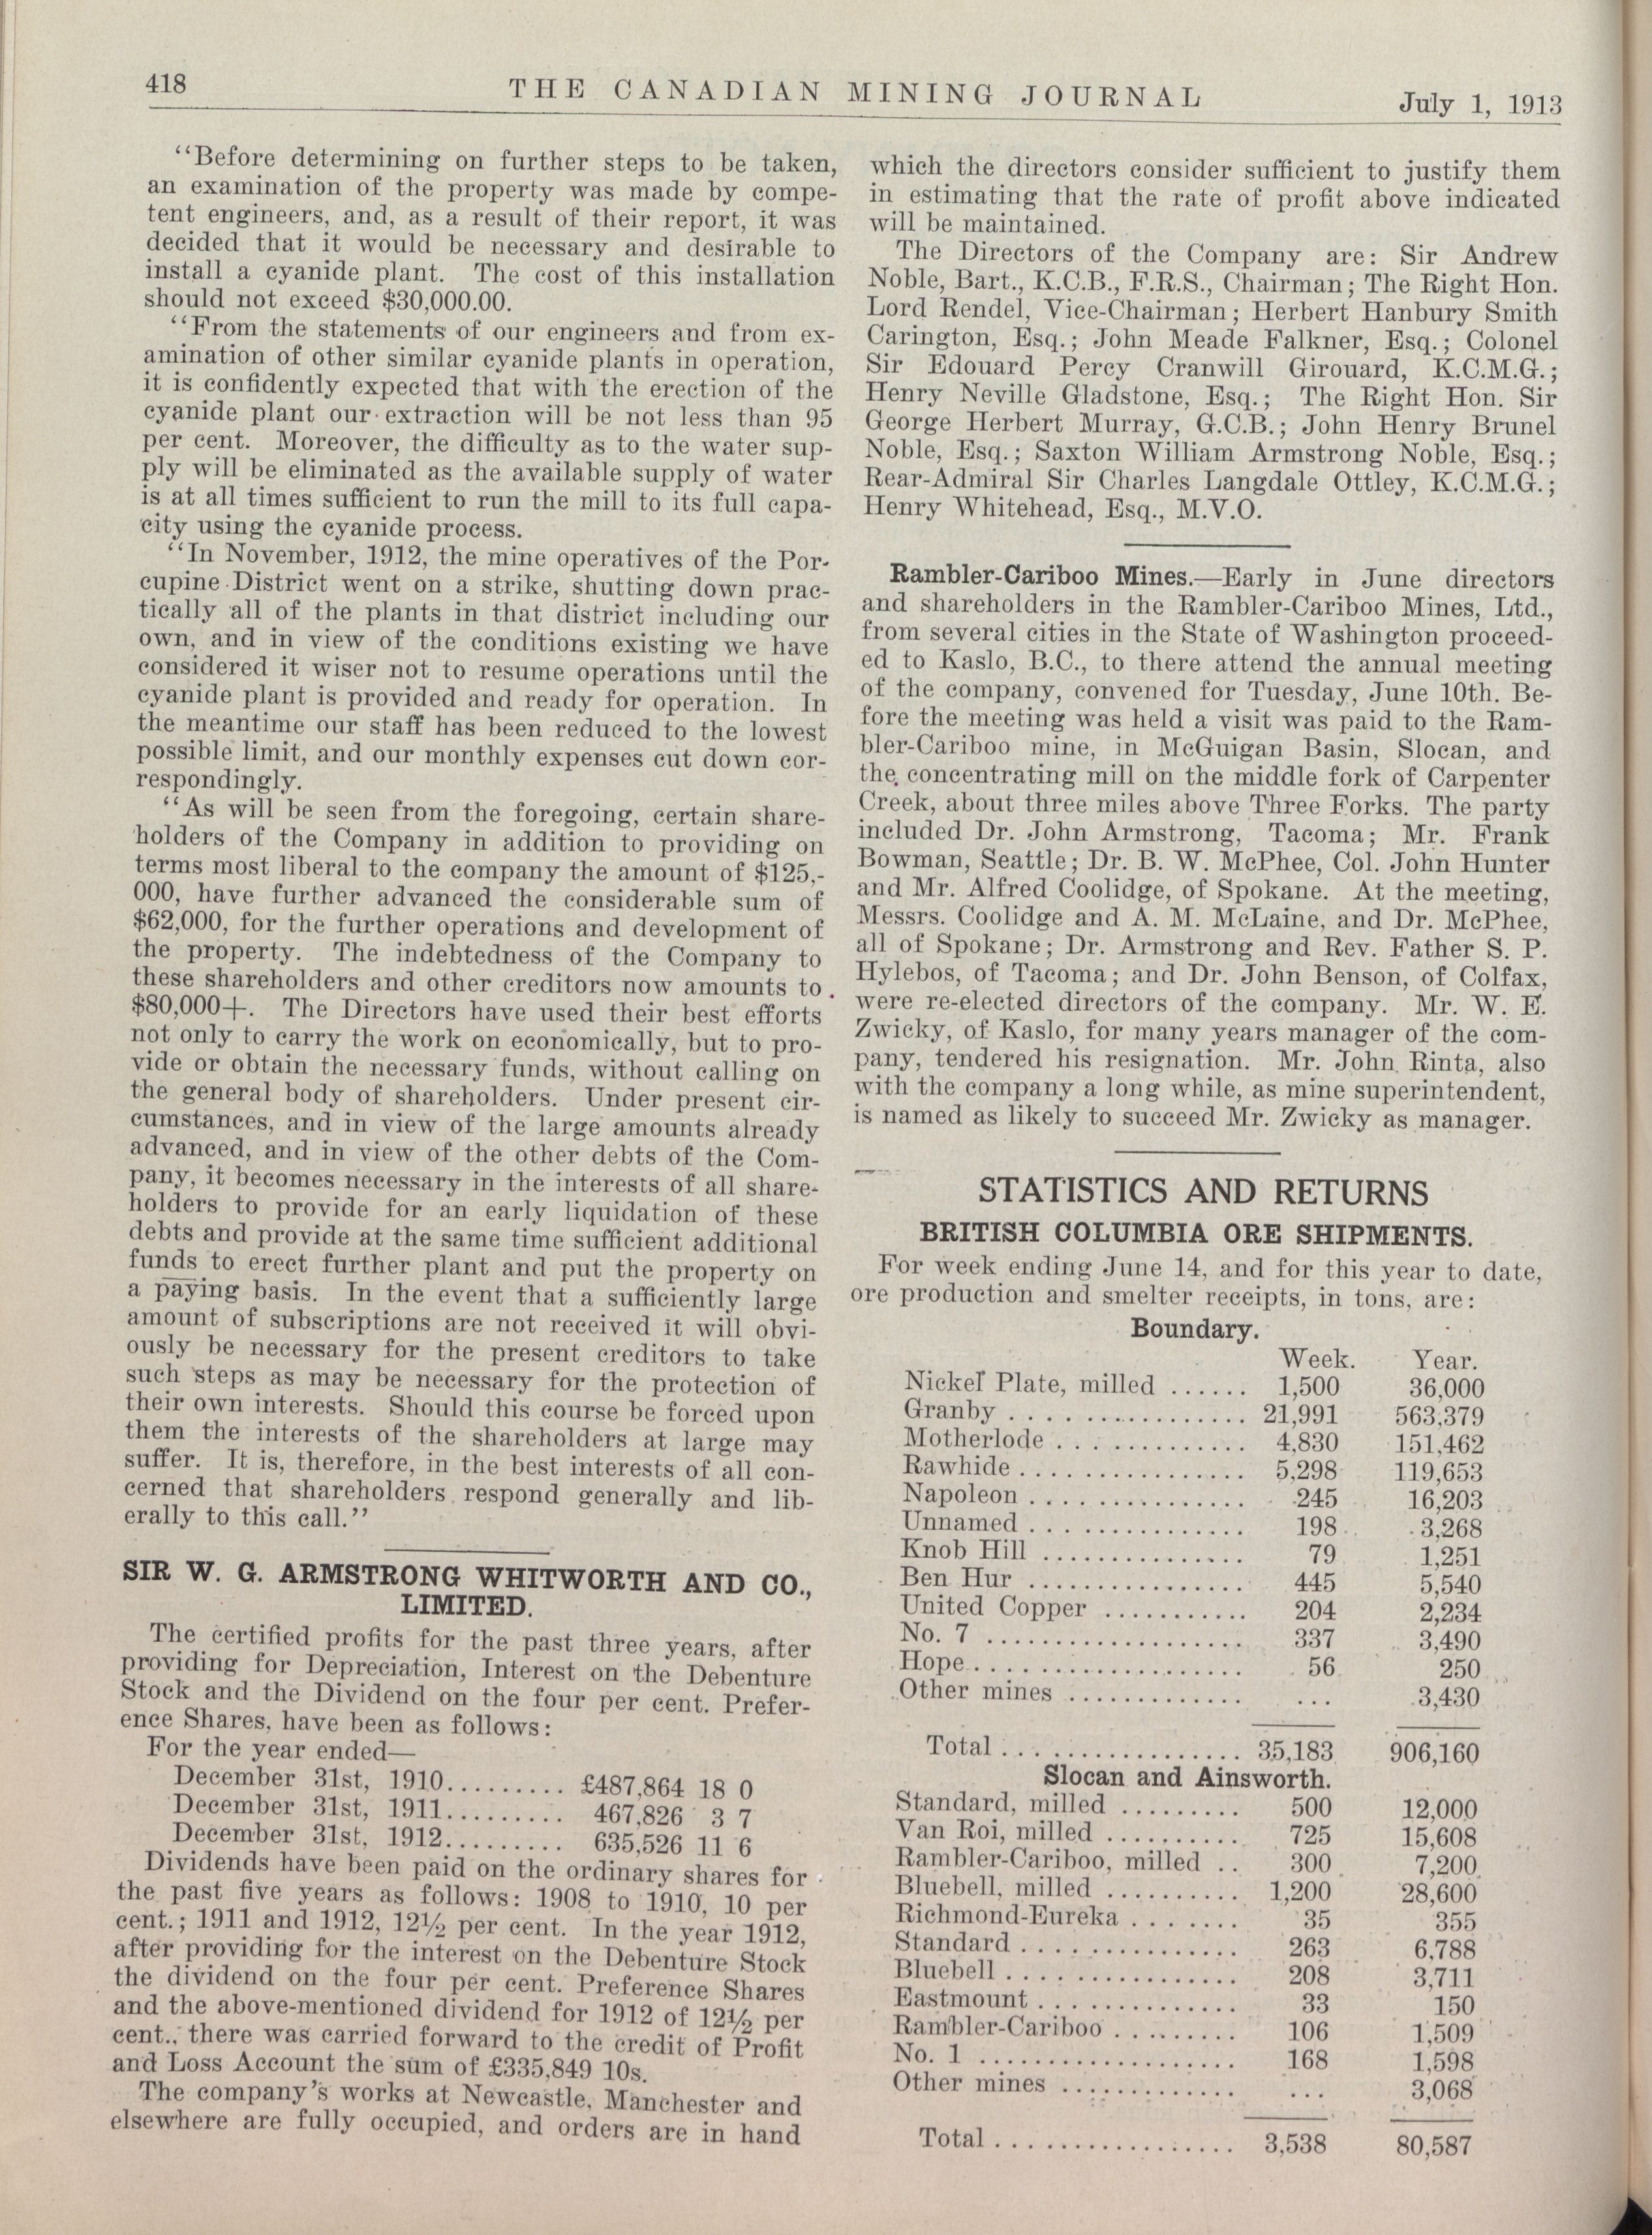 418
THE CANADIAN MINING JOURNAL
July 1, 1913
"Before determining on further steps to be taken,
an examination of the property was made by compe-
tent engineers, and, as a result of their report, it was
decided that it would be necessary and desirable to
install a cyanide plant. The cost of this installation
should not exceed $30,000.00.
"From the statements of our engineers and from ex-
amination of other similar cyanide plants in operation,
it is confidently expected that with the erection of the
cyanide plant our extraction will be not less than 95
per cent. Moreover, the difficulty as to the water sup-
ply will be eliminated as the available supply of water
is at all times sufficient to run the mill to its full capa-
city using the cyanide process.
"In November, 1912, the mine operatives of the Por-
cupine District went on a strike, shutting down prac-
tically all of the plants in that district including our
own, and in view of the conditions existing we have
considered it wiser not to resume operations until the
cyanide plant is provided and ready for operation. In
the meantime our staff has been reduced to the lowest
possible limit, and our monthly expenses cut down cor-
respondingly.
"As will be seen from the foregoing, certain share-
holders of the Company in addition to providing on
terms most liberal to the company the amount of $125,-
000, have further advanced the considerable sum of
$62,000, for the further operations and development of
the property. The indebtedness of the Company to
these shareholders and other creditors now amounts to
$80,000+. The Directors have used their best efforts
not only to carry the work on economically, but to pro-
vide or obtain the necessary funds, without calling on
the general body of shareholders. Under present cir-
cumstances, and in view of the large amounts already
advanced, and in view of the other debts of the Com-
pany, it becomes necessary in the interests of all share-
holders to provide for an early liquidation of these
debts and provide at the same time sufficient additional
funds to erect further plant and put the property on
a paying basis. In the event that a sufficiently large
amount of subscriptions are not received it will obvi-
ously be necessary for the present creditors to take
such steps as may be necessary for the protection of
their own interests. Should this course be forced upon
them the interests of the shareholders at large may
suffer. It is, therefore, in the best interests of all con-
cerned that shareholders respond generally and lib-
erally to this call."
SIR W. G. ARMSTRONG WHITWORTH AND CO.,
LIMITED.
The certified profits for the past three years, after
providing for Depreciation, Interest on the Debenture
Stock and the Dividend on the four per cent. Prefer-
ence Shares, have been as follows:
For the year ended—
December 31st, 1910.......... £487,864 18 0
December 31st, 1911.......... 467,826 3 7
December 31st, 1912.......... 635,526 11 6
Dividends have been paid on the ordinary shares for
the past five years as follows: 1908 to 1910, 10 per
cent.; 1911 and 1912, 12½ per cent. In the year 1912,
after providing for the interest on the Debenture Stock
the dividend on the four per cent. Preference Shares
and the above-mentioned dividend for 1912 of 12½ per
cent., there was carried forward to the credit of Profit
and Loss Account the sum of £335,849 10s.
The company's works at Newcastle, Manchester and
elsewhere are fully occupied, and orders are in hand
which the directors consider sufficient to justify them
in estimating that the rate of profit above indicated
will be maintained.
The Directors of the Company are: Sir Andrew
Noble, Bart., K.C.B., F.R.S., Chairman; The Right Hon.
Lord Rendel, Vice-Chairman; Herbert Hanbury Smith
Carington, Esq.; John Meade Falkner, Esq.; Colonel
Sir Edouard Percy Cranwill Girouard, K.C.M.G.;
Henry Neville Gladstone, Esq.; The Right Hon. Sir
George Herbert Murray, G.C.B.; John Henry Brunel
Noble, Esq.; Saxton William Armstrong Noble, Esq.;
Rear-Admiral Sir Charles Langdale Ottley, K.C.M.G.;
Henry Whitehead, Esq., M.V.O.
Rambler-Cariboo Mines.—Early in June directors
and shareholders in the Rambler-Cariboo Mines, Ltd.,
from several cities in the State of Washington proceed-
ed to Kaslo, B.C., to there attend the annual meeting
of the company, convened for Tuesday, June 10th. Be-
fore the meeting was held a visit was paid to the Ram-
bler-Cariboo mine, in McGuigan Basin, Slocan, and
the concentrating mill on the middle fork of Carpenter
Creek, about three miles above Three Forks. The party
included Dr. John Armstrong, Tacoma; Mr. Frank
Bowman, Seattle; Dr. B. W. McPhee, Col. John Hunter
and Mr. Alfred Coolidge, of Spokane. At the meeting,
Messrs. Coolidge and A. M. McLaine, and Dr. McPhee,
all of Spokane; Dr. Armstrong and Rev. Father S. P.
Hylebos, of Tacoma; and Dr. John Benson, of Colfax,
were re-elected directors of the company. Mr. W. E.
Zwicky, of Kaslo, for many years manager of the com-
pany, tendered his resignation. Mr. John Rinta, also
with the company a long while, as mine superintendent,
is named as likely to succeed Mr. Zwicky as manager.
STATISTICS AND RETURNS
BRITISH COLUMBIA ORE SHIPMENTS.
For week ending June 14, and for this year to date,
ore production and smelter receipts, in tons, are:
Boundary.
Week. Year.
Nickel Plate, milled ...... 1,500 36,000
Granby ................ 21,991 563,379
Motherlode .............. 4,830 151,462
Rawhide ................ 5,298 119,653
Napoleon ................ 245 16,203
Unnamed ................ 198 3,268
Knob Hill ............... 79 1,251
Ben Hur ................ 445 5,540
United Copper ........... 204 2,234
No. 7 ................... 337 3,490
Hope .................... 56 250
Other mines ............. ... 3,430
Total .................. 35,183 906,160
Slocan and Ainsworth.
Standard, milled ......... 500 12,000
Van Roi, milled .......... 725 15,608
Rambler-Cariboo, milled .. 300 7,200
Bluebell, milled .......... 1,200 28,600
Richmond-Eureka ........ 35 355
Standard ................ 263 6,788
Bluebell ................. 208 3,711
Eastmount ............... 33 150
Rambler-Cariboo ......... 106 1,509
No. 1 ................... 168 1,598
Other mines ............. ... 3,068
Total .................. 3,538 80,587